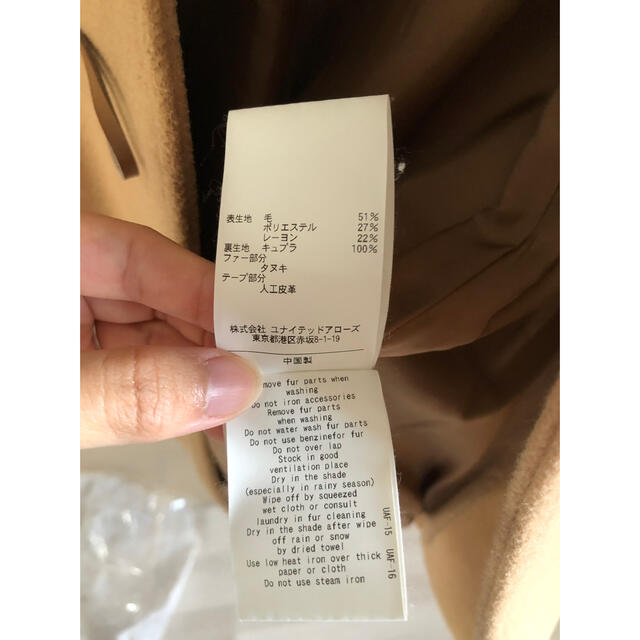 表生地 毛 51%
ポリエステル 27%
レーヨン 22%
裏生地 キュプラ 100%
ファー部分
タヌキ
テープ部分
人工皮革
株式会社 ユナイテッドアローズ
東京都港区赤坂8-1-19
中国製
move fur parts when
washing
Do not iron accessories
Remove fur parts
when washing
Do not water wash fur parts
Do not use benzinefor fur
Do not over lap
Stock in good
ventilation place
Dry in the shade
(especially in rainy season)
Wipe off by squeezed
wet cloth or consult
laundry in fur cleaning
Dry in the shade after wipe
off rain or snow
by dried towel
Use low heat iron over thick
paper or cloth
Do not use steam iron
UAF-15 UAF-16